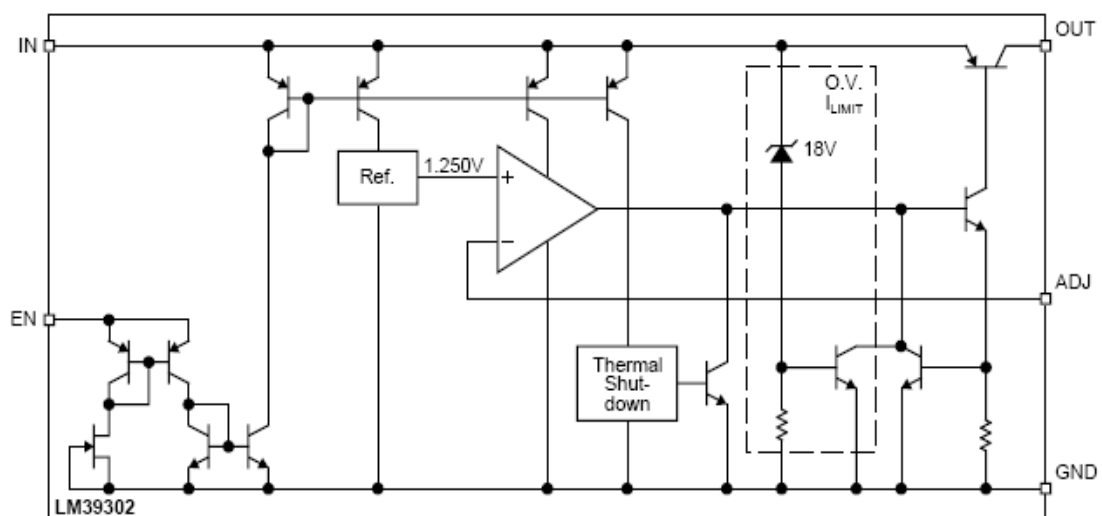 OUT
IN
O.V.
ILIMIT
18V
1.250V
Ref.
+
−
ADJ
EN
Thermal
Shut-
down
GND
LM39302